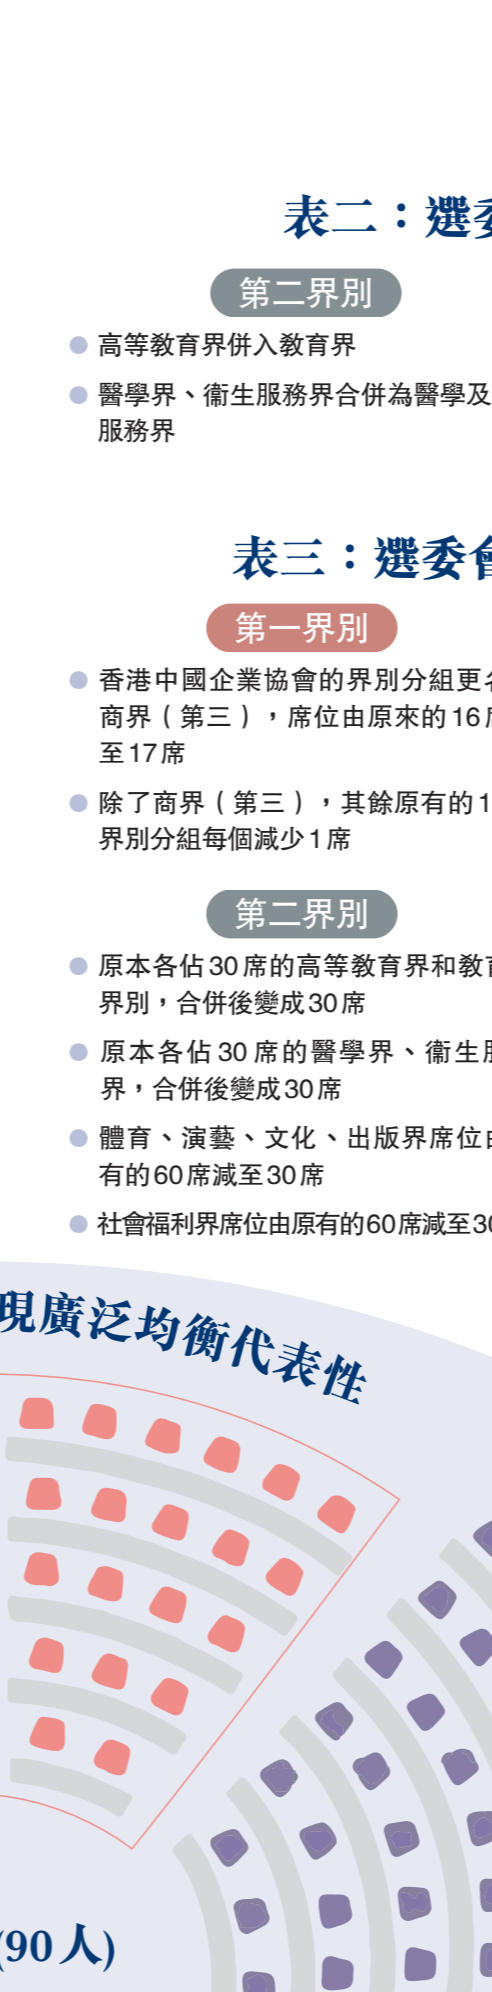 表二：選委
第二界別
高等教育界併入教育界
醫學界、衞生服務界合併為醫學及
服務界
表三：選委會
第一界別
香港中國企業協會的界別分組更名
商界（第三），席位由原來的16席
至17席
除了商界（第三），其餘原有的1
界別分組每個減少1席
第二界別
原本各佔30席的高等教育界和教育
界別，合併後變成30席
原本各佔30席的醫學界、衞生服
界，合併後變成30席
體育、演藝、文化、出版界席位由
有的60席減至30席
社會福利界席位由原有的60席減至30
現廣泛均衡代表性
(90人)